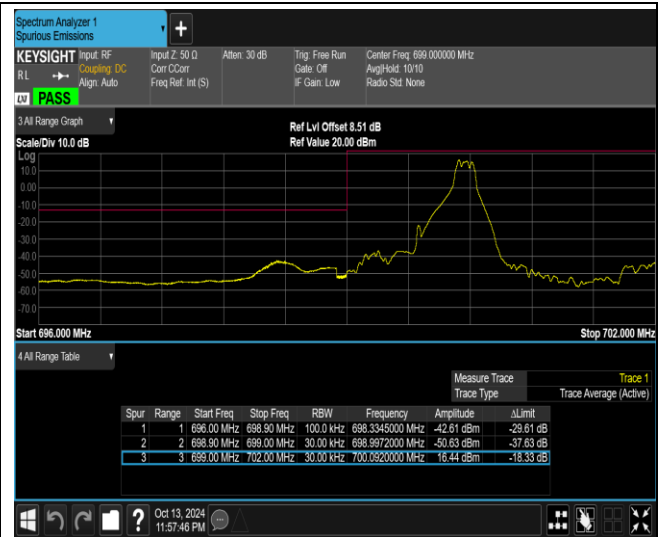 Spectrum Analyzer 1
Spurious Emissions
+
KEYSIGHT Input: RF Input Z: 50 Ω Atten: 30 dB Trig: Free Run Center Freq: 699.000000 MHz
RL Coupling: DC Corr CCorr Gate: Off Avg|Hold: 10/10
Align: Auto Freq Ref: Int (S) IF Gain: Low Radio Std: None
LXI PASS
3 All Range Graph
Ref Lvl Offset 8.51 dB
Scale/Div 10.0 dB Ref Value 20.00 dBm
Log
10.0
0.00
-10.0
-20.0
-30.0
-40.0
-50.0
-60.0
-70.0
Start 696.000 MHz Stop 702.000 MHz
4 All Range Table
Measure Trace Trace 1
Trace Type Trace Average (Active)
Spur Range Start Freq Stop Freq RBW Frequency Amplitude ΔLimit
1 1 696.00 MHz 698.90 MHz 100.0 kHz 698.3345000 MHz -42.61 dBm -29.61 dB
2 2 698.90 MHz 699.00 MHz 30.00 kHz 698.9972000 MHz -50.63 dBm -37.63 dB
3 3 699.00 MHz 702.00 MHz 30.00 kHz 700.0920000 MHz 16.44 dBm -18.33 dB
? Oct 13, 2024
11:57:46 PM